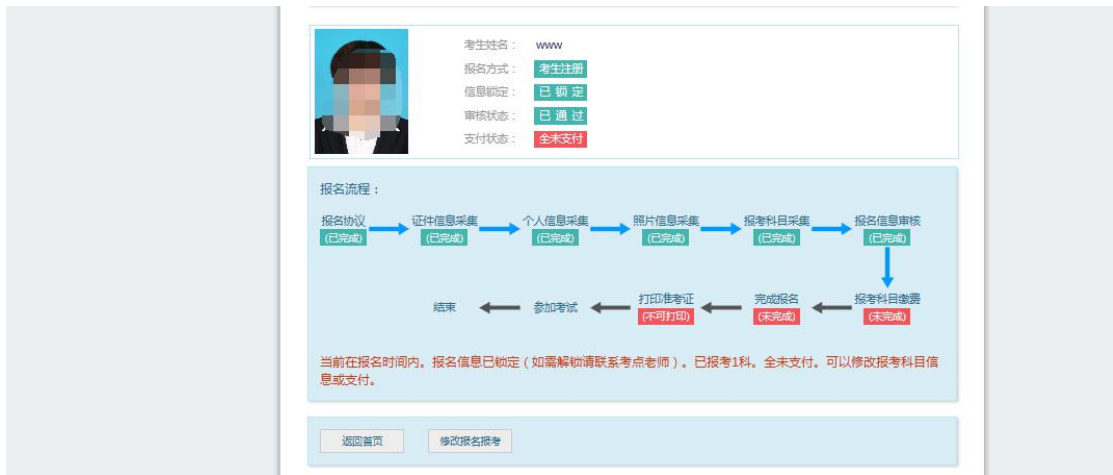 考生姓名： www
报名方式： 考生注册
信息锁定： 已 锁 定
审核状态： 已 通 过
支付状态： 全未支付
报名流程：
报名协议 证件信息采集 个人信息采集 照片信息采集 报考科目采集 报名信息审核
(已完成) (已完成) (已完成) (已完成) (已完成) (已完成)
结束 参加考试 打印准考证 完成报名 报考科目缴费
(不可打印) (未完成) (未完成)
当前在报名时间内。报名信息已锁定（如需解锁请联系考点老师）。已报考1科。全未支付。可以修改报考科目信
息或支付。
返回首页 修改报名报考